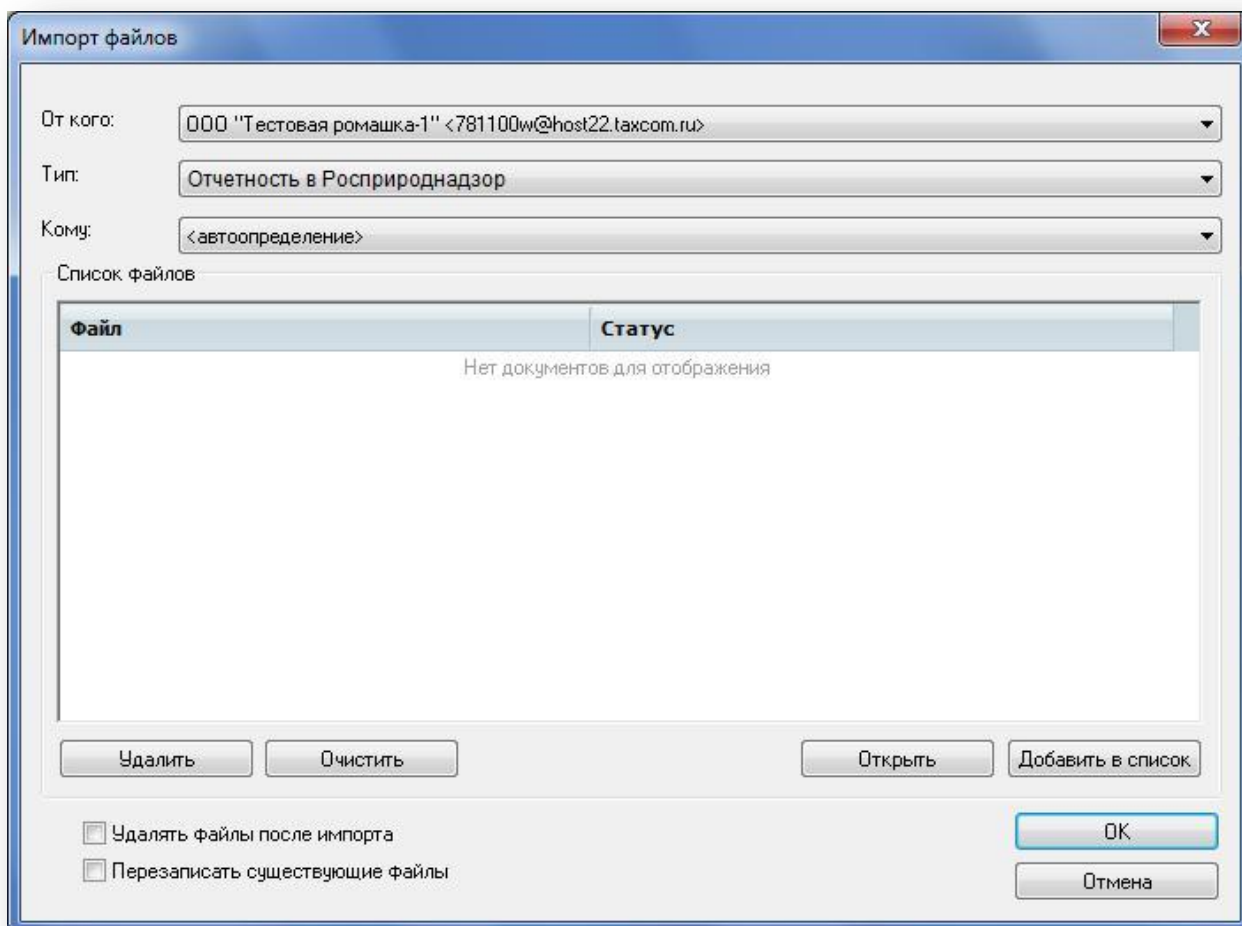 Импорт файлов
От кого:
ООО "Тестовая ромашка-1" <781100w@host22.taxcom.ru>
Тип:
Отчетность в Росприроднадзор
Кому:
<автоопределение>
Список файлов
Файл Статус
Нет документов для отображения
Удалить Очистить Открыть Добавить в список
Удалять файлы после импорта
OK
Перезаписать существующие файлы
Отмена